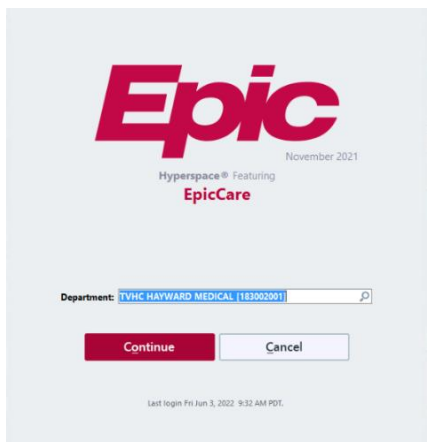 Epic
November 2021
Hyperspace® Featuring
EpicCare
Department: TVHC HAYWARD MEDICAL [183002001]
Continue Cancel
Last login Fri Jun 3, 2022 9:32 AM PDT.